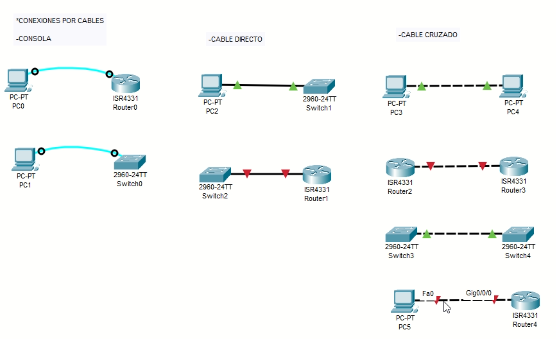 *CONEXIONES POR CABLES
-CONSOLA
-CABLE DIRECTO
-CABLE CRUZADO
PC-PT
PC0
ISR4331
Router0
PC-PT
PC2
2960-24TT
Switch1
PC-PT
PC3
PC-PT
PC4
PC-PT
PC1
2960-24TT
Switch0
2960-24TT
Switch2
ISR4331
Router1
ISR4331
Router2
ISR4331
Router3
2960-24TT
Switch3
2960-24TT
Switch4
Fa0
Gig0/0/0
PC-PT
PC5
ISR4331
Router4